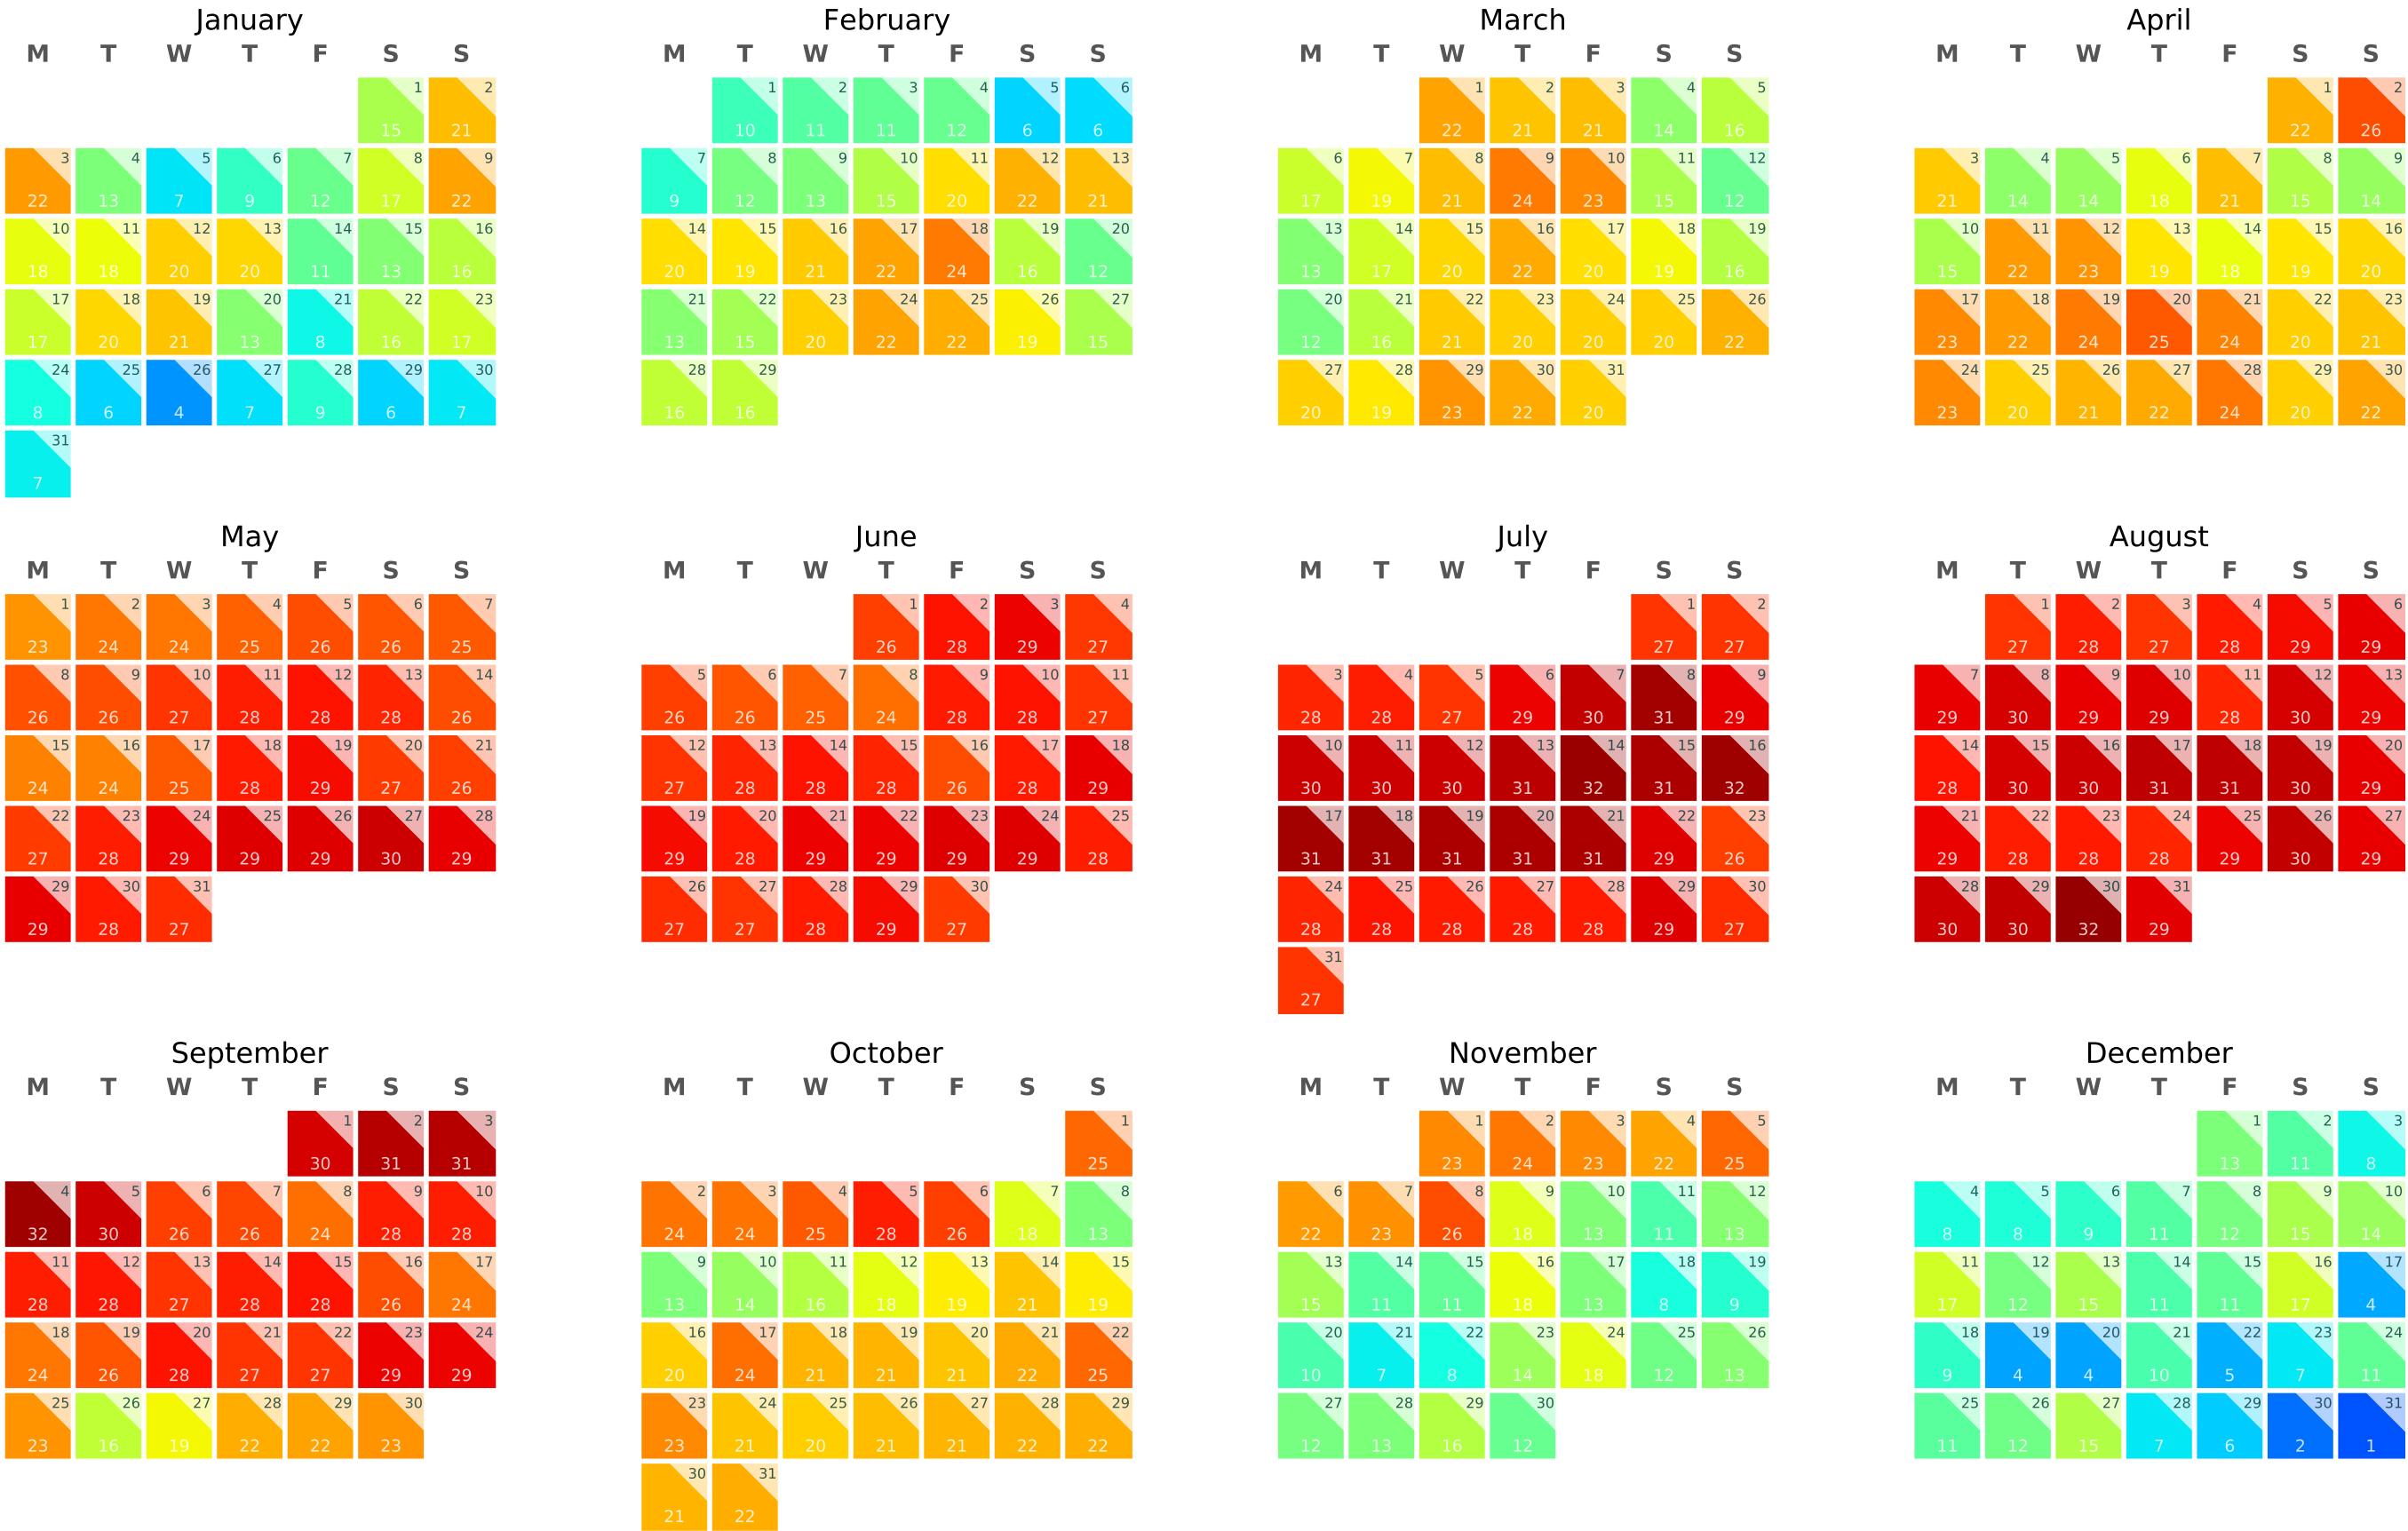 January February March April
M T W T F S S M T W T F S S M T W T F S S M T W T F S S
1 2 1 2 3 4 5 6 1 2 3 4 5 1 2
15 21 10 11 11 12 6 6 22 21 21 14 16 22 26
3 4 5 6 7 8 9 7 8 9 10 11 12 13 6 7 8 9 10 11 12 3 4 5 6 7 8 9
22 13 7 9 12 17 22 9 12 13 15 20 22 21 17 19 21 24 23 15 12 21 14 14 18 21 15 14
10 11 12 13 14 15 16 14 15 16 17 18 19 20 13 14 15 16 17 18 19 10 11 12 13 14 15 16
18 18 20 20 11 13 16 20 19 21 22 24 16 12 13 17 20 22 20 19 16 15 22 23 19 18 19 20
17 18 19 20 21 22 23 21 22 23 24 25 26 27 20 21 22 23 24 25 26 17 18 19 20 21 22 23
17 20 21 13 8 16 17 13 15 20 22 22 19 15 12 16 21 20 20 20 22 23 22 24 25 24 20 21
24 25 26 27 28 29 30 28 29 27 28 29 30 31 24 25 26 27 28 29 30
8 6 4 7 9 6 7 16 16 20 19 23 22 20 23 20 21 22 24 20 22
31
7
May June July August
M T W T F S S M T W T F S S M T W T F S S M T W T F S S
1 2 3 4 5 6 7 1 2 3 4 1 2 1 2 3 4 5 6
23 24 24 25 26 26 25 26 28 29 27 27 27 27 28 27 28 29 29
8 9 10 11 12 13 14 5 6 7 8 9 10 11 3 4 5 6 7 8 9 7 8 9 10 11 12 13
26 26 27 28 28 28 26 26 26 25 24 28 28 27 28 28 27 29 30 31 29 29 30 29 29 28 30 29
15 16 17 18 19 20 21 12 13 14 15 16 17 18 10 11 12 13 14 15 16 14 15 16 17 18 19 20
24 24 25 28 29 27 26 27 28 28 28 26 28 29 30 30 30 31 32 31 32 28 30 30 31 31 30 29
22 23 24 25 26 27 28 19 20 21 22 23 24 25 17 18 19 20 21 22 23 21 22 23 24 25 26 27
27 28 29 29 29 30 29 29 28 29 29 29 29 28 31 31 31 31 31 29 26 29 28 28 28 29 30 29
29 30 31 26 27 28 29 30 24 25 26 27 28 29 30 28 29 30 31
29 28 27 27 27 28 29 27 28 28 28 28 28 29 27 30 30 32 29
31
27
September October November December
M T W T F S S M T W T F S S M T W T F S S M T W T F S S
1 2 3 1 1 2 3 4 5 1 2 3
30 31 31 25 23 24 23 22 25 13 11 8
4 5 6 7 8 9 10 2 3 4 5 6 7 8 6 7 8 9 10 11 12 4 5 6 7 8 9 10
32 30 26 26 24 28 28 24 24 25 28 26 18 13 22 23 26 18 13 11 13 8 8 9 11 12 15 14
11 12 13 14 15 16 17 9 10 11 12 13 14 15 13 14 15 16 17 18 19 11 12 13 14 15 16 17
28 28 27 28 28 26 24 13 14 16 18 19 21 19 15 11 11 18 13 8 9 17 12 15 11 11 17 4
18 19 20 21 22 23 24 16 17 18 19 20 21 22 20 21 22 23 24 25 26 18 19 20 21 22 23 24
24 26 28 27 27 29 29 20 24 21 21 21 22 25 10 7 8 14 18 12 13 9 4 4 10 5 7 11
25 26 27 28 29 30 23 24 25 26 27 28 29 27 28 29 30 25 26 27 28 29 30 31
23 16 19 22 22 23 23 21 20 21 21 22 22 12 13 16 12 11 12 15 7 6 2 1
30 31
21 22